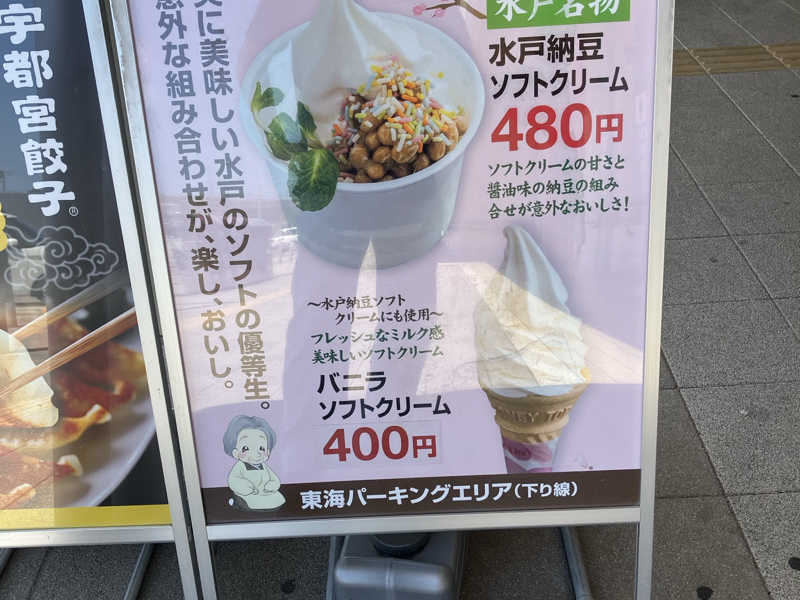 宇都宮餃子®
水戸名物
水戸納豆
ソフトクリーム
480円
ソフトクリームの甘さと
醤油味の納豆の組み
合せが意外なおいしさ!
に美味しい水戸のソフトの優等生。
意外な組み合わせが、楽し、おいし。
〜水戸納豆ソフト
クリームにも使用〜
フレッシュなミルク感
美味しいソフトクリーム
バニラ
ソフトクリーム
400円
東海パーキングエリア(下り線)